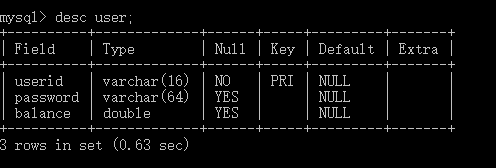 mysql> desc user;
+----------+-------------+------+-----+---------+-------+
| Field | Type | Null | Key | Default | Extra |
+----------+-------------+------+-----+---------+-------+
| userid | varchar(16) | NO | PRI | NULL | |
| password | varchar(64) | YES | | NULL | |
| balance | double | YES | | NULL | |
+----------+-------------+------+-----+---------+-------+
3 rows in set (0.63 sec)